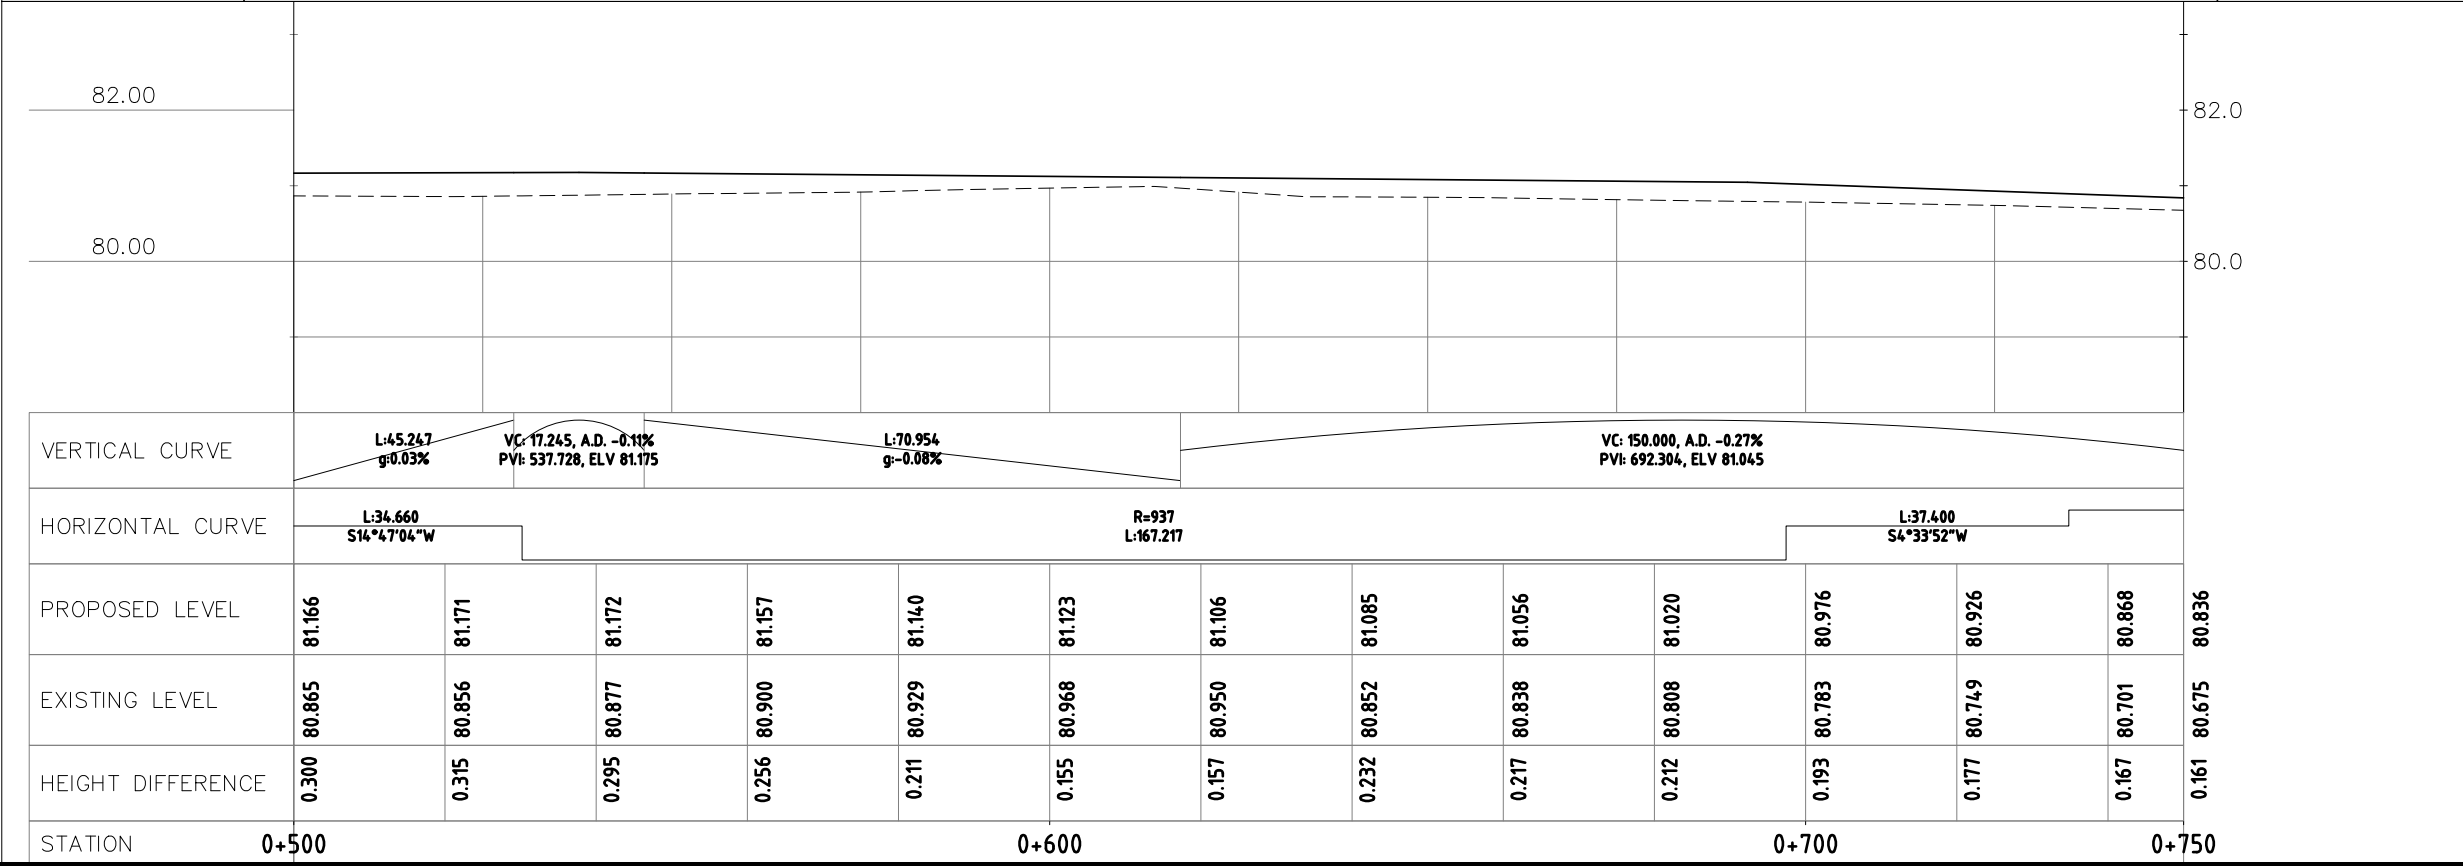 82.00
82.0
80.00
80.0
VERTICAL CURVE
L:45.247
g:0.03%
VC: 17.245, A.D. -0.11%
PVI: 537.728, ELV 81.175
L:70.954
g:-0.08%
VC: 150.000, A.D. -0.27%
PVI: 692.304, ELV 81.045
HORIZONTAL CURVE
L:34.660
S14°47'04"W
R=937
L:167.217
L:37.400
S4°33'52"W
PROPOSED LEVEL
81.166
81.171
81.172
81.157
81.140
81.123
81.106
81.085
81.056
81.020
80.976
80.926
80.868
80.836
EXISTING LEVEL
80.865
80.856
80.877
80.900
80.929
80.968
80.950
80.852
80.838
80.808
80.783
80.749
80.701
80.675
HEIGHT DIFFERENCE
0.300
0.315
0.295
0.256
0.211
0.155
0.157
0.232
0.217
0.212
0.193
0.177
0.167
0.161
STATION
0+500
0+600
0+700
0+750